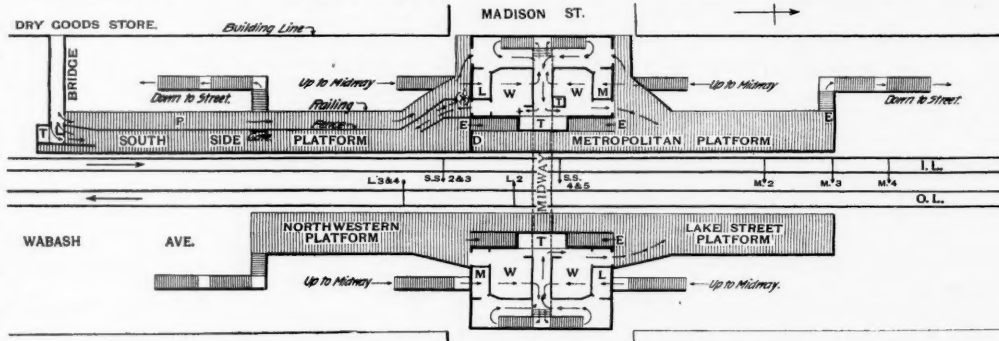 DRY GOODS STORE.
Building Line
MADISON ST.
BRIDGE
Up to Midway
L W W M
T
Up to Midway
Down to Street.
Railing
P
Fence
Down to Street
T
SOUTH SIDE PLATFORM
E T E
D
METROPOLITAN PLATFORM
E
MIDWAY
I.L.
L. 3&4
S.S. 2&3
L. 2
S.S. 4&5
M. 2
M. 3
M. 4
O.L.
WABASH AVE.
NORTHWESTERN PLATFORM
T E
LAKE STREET PLATFORM
M W W L
Up to Midway
Up to Midway.